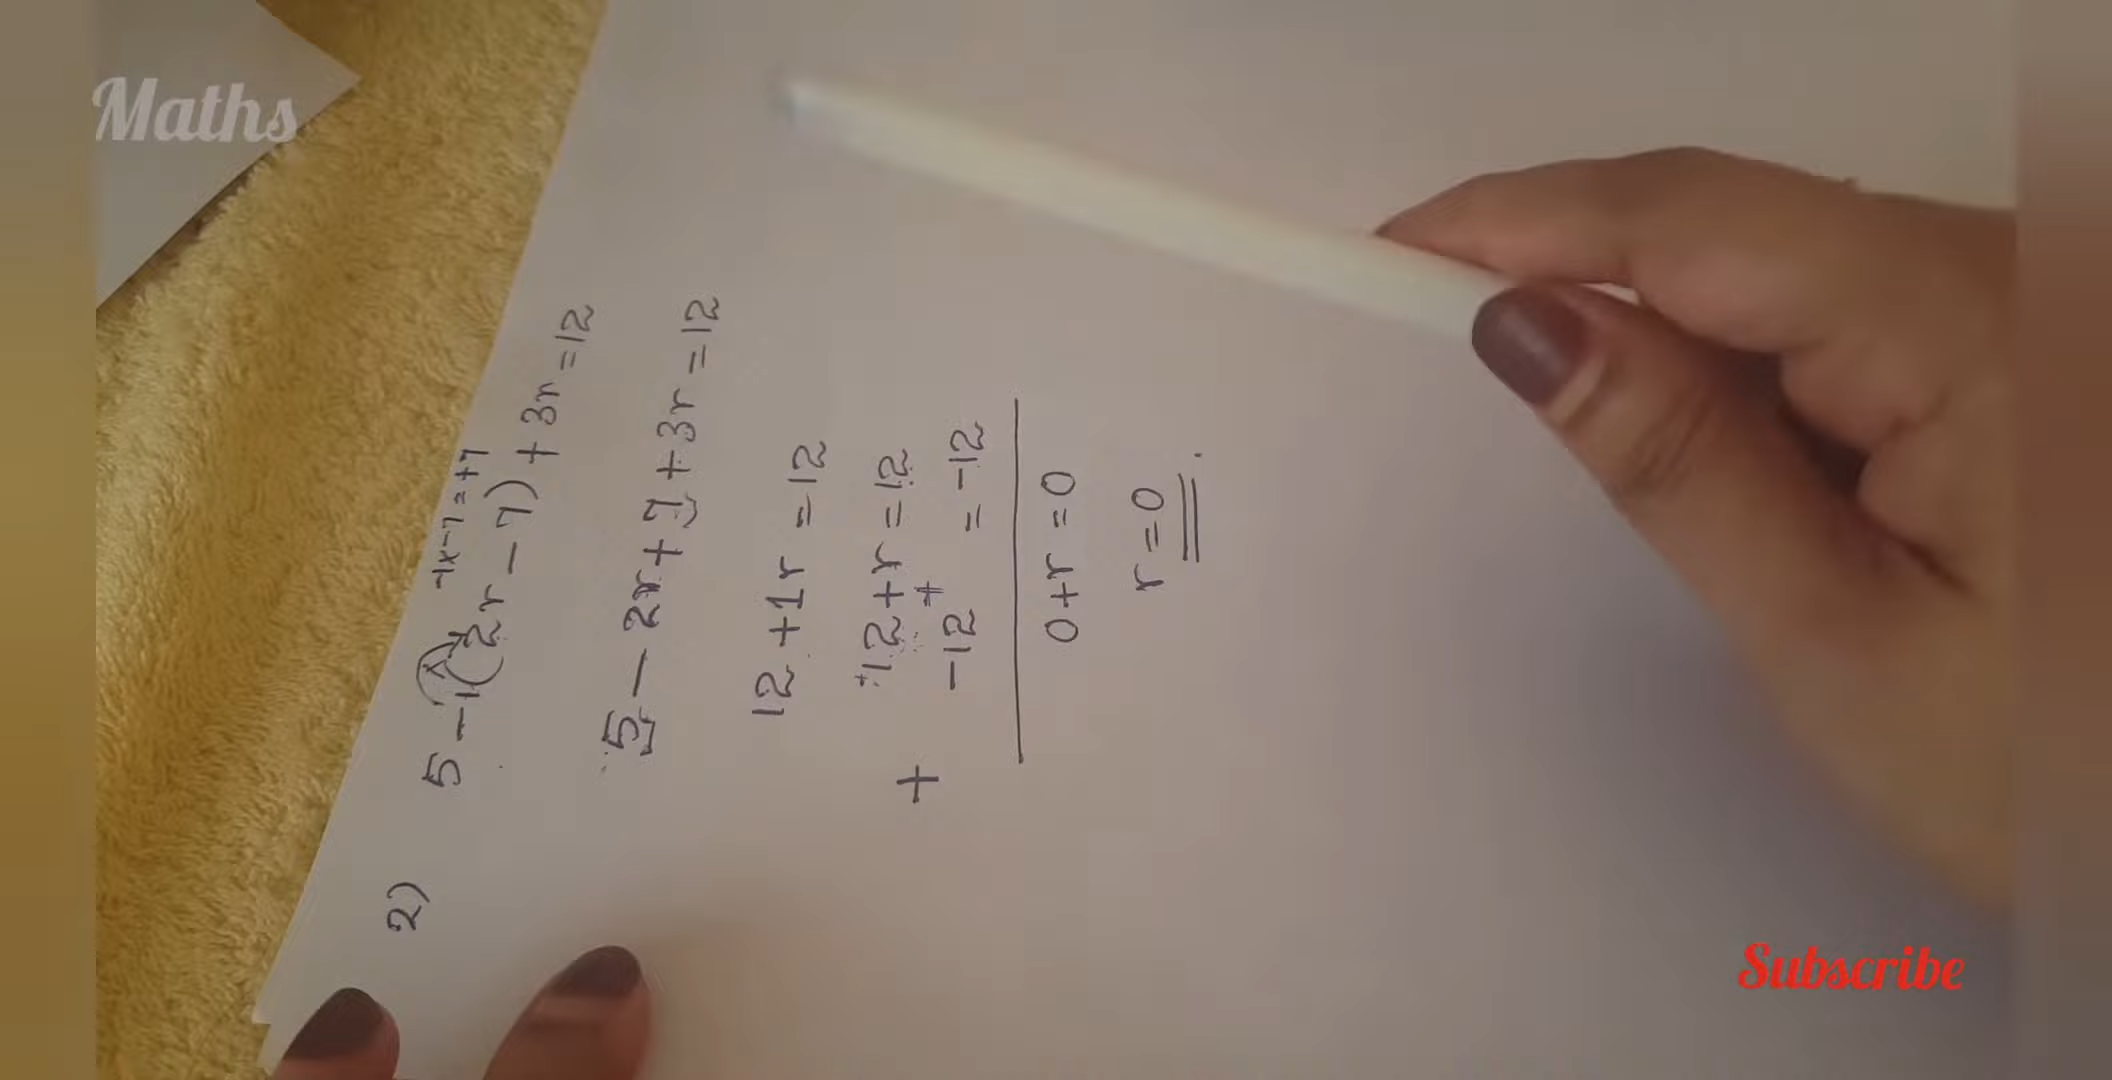 Maths
2) 5-1(2r-7)+3r=12
-1x-7=+7
5-2r+7+3r=12
12+1r=12
+12+r=12
+ -12 = -12
0+r=0
r=0
Subscribe